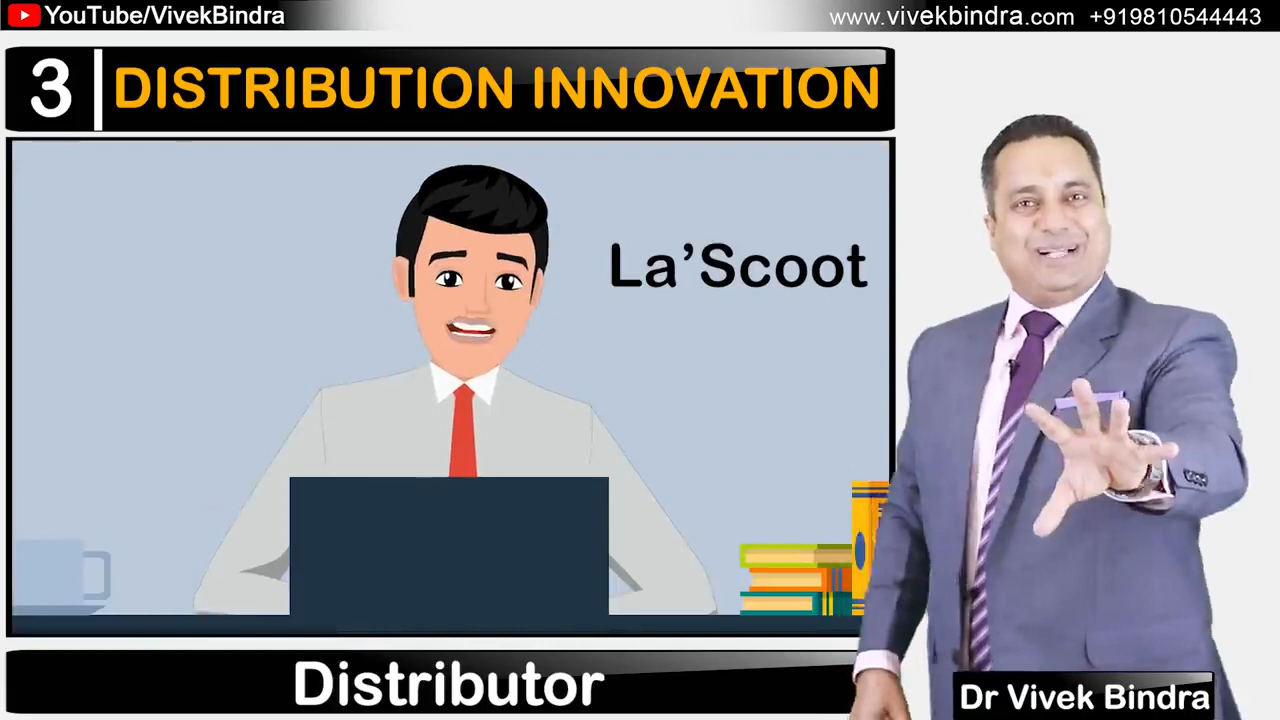 YouTube/VivekBindra
www.vivekbindra.com +919810544443
3 DISTRIBUTION INNOVATION
La’Scoot
Distributor
Dr Vivek Bindra